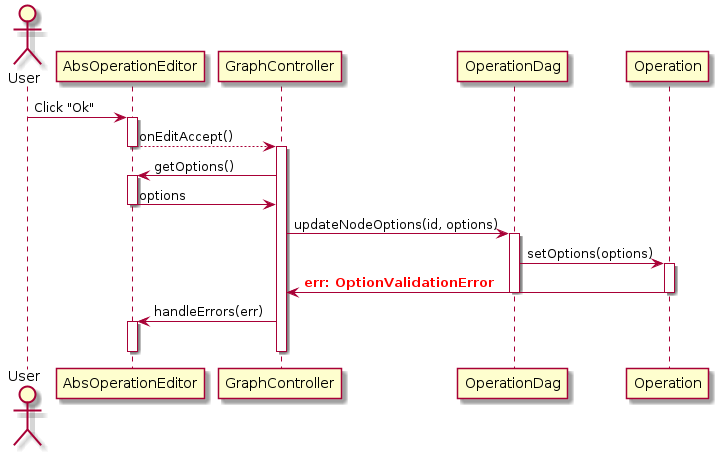 User
AbsOperationEditor
GraphController
OperationDag
Operation
Click "Ok"
onEditAccept()
getOptions()
options
updateNodeOptions(id, options)
setOptions(options)
err: OptionValidationError
handleErrors(err)
User
AbsOperationEditor
GraphController
OperationDag
Operation